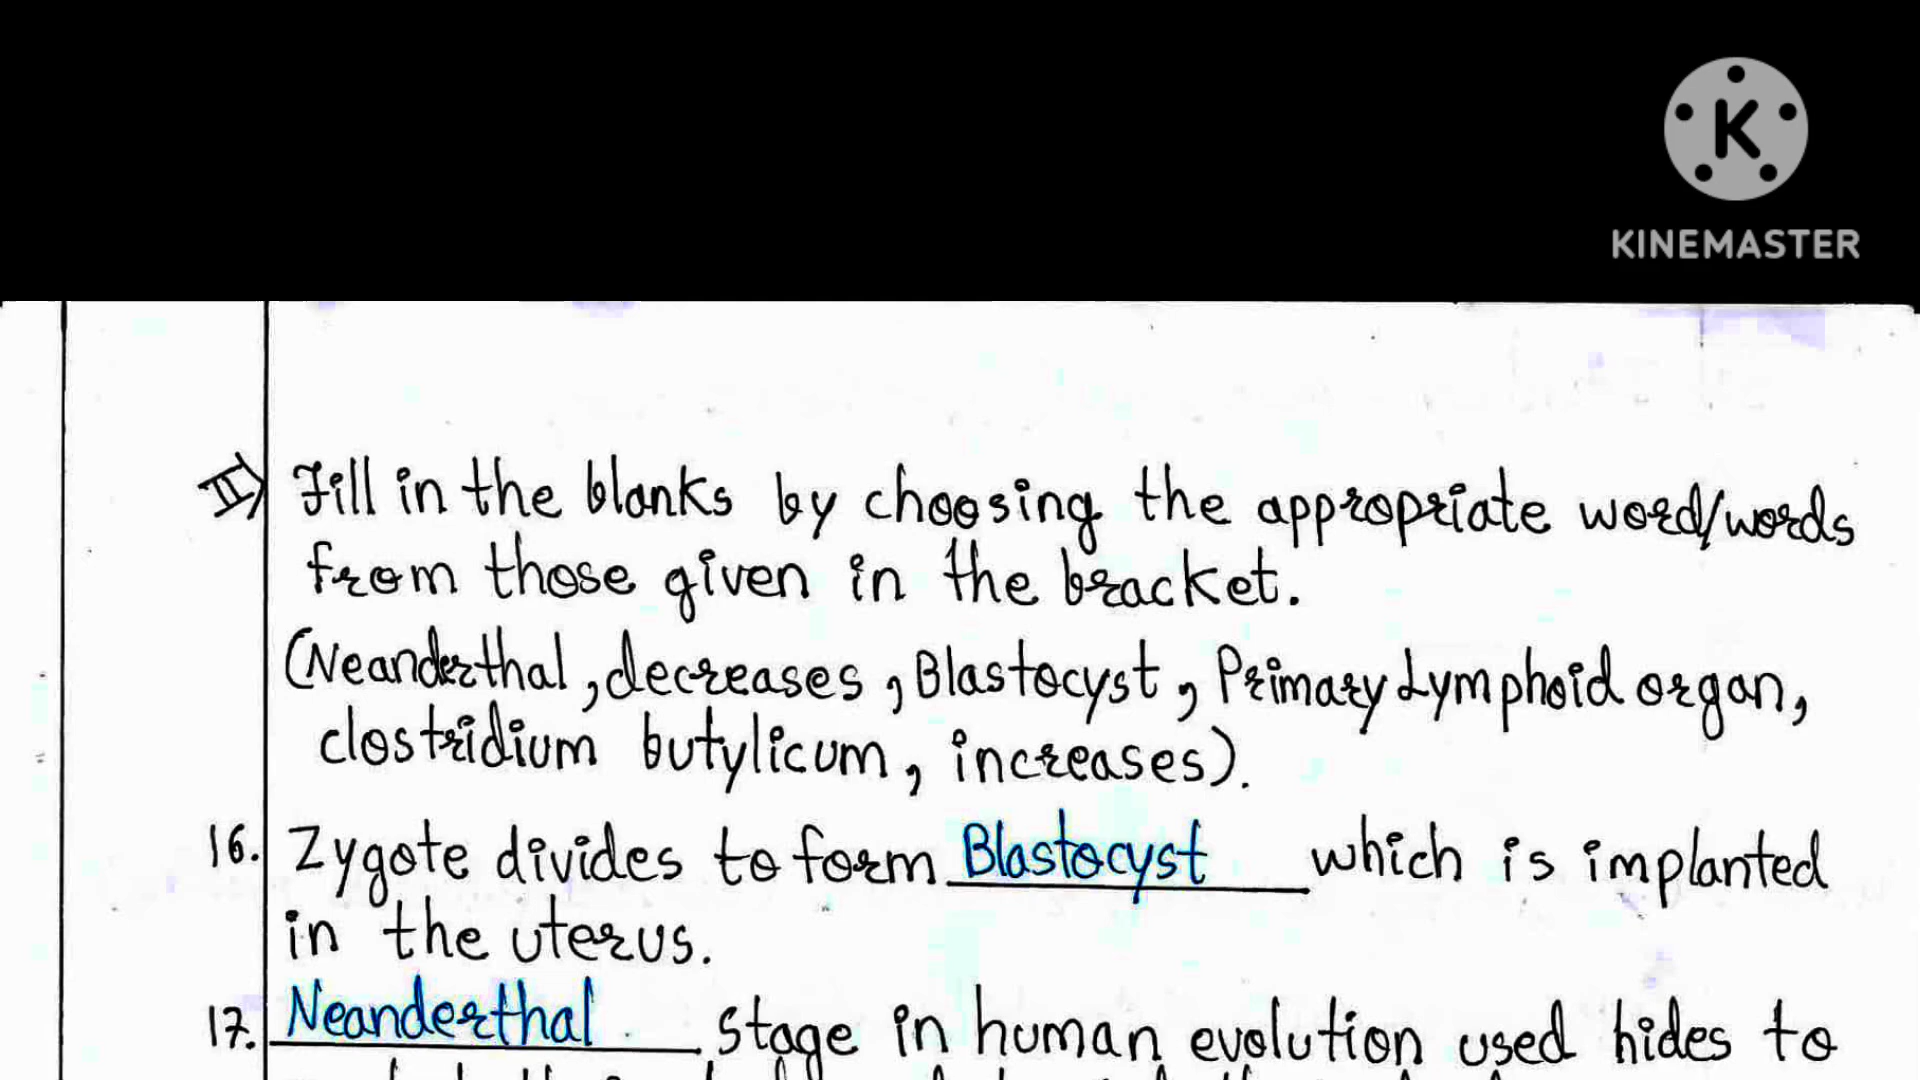 K
KINEMASTER
II) Fill in the blanks by choosing the appropriate word/words
from those given in the bracket.
(Neanderthal, decreases, Blastocyst, Primary Lymphoid organ,
clostridium butylicum, increases).
16. Zygote divides to form Blastocyst which is implanted
in the uterus.
17. Neanderthal stage in human evolution used hides to